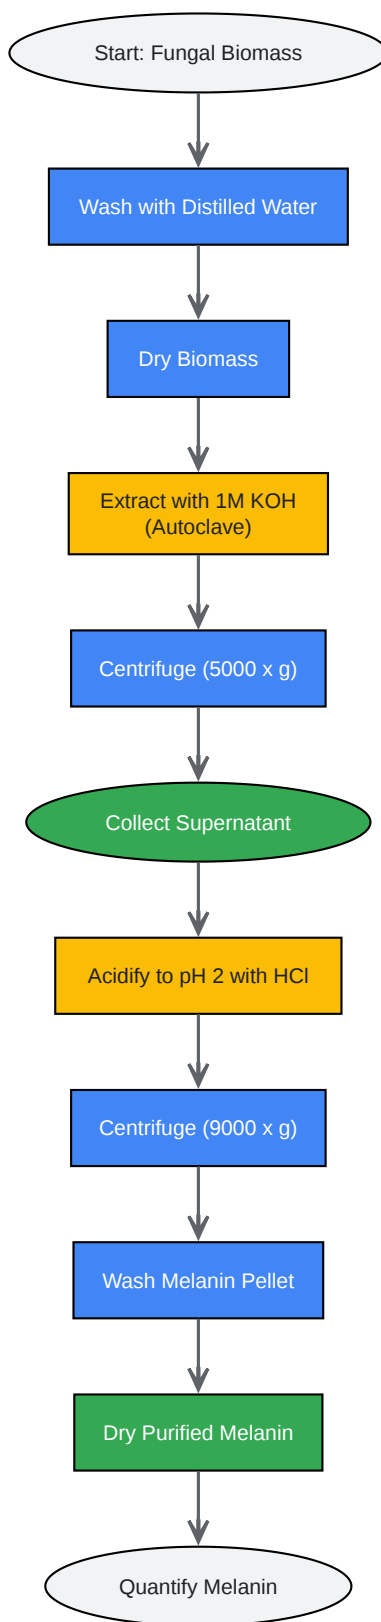 Start: Fungal Biomass
Wash with Distilled Water
Dry Biomass
Extract with 1M KOH
(Autoclave)
Centrifuge (5000 x g)
Collect Supernatant
Acidify to pH 2 with HCl
Centrifuge (9000 x g)
Wash Melanin Pellet
Dry Purified Melanin
Quantify Melanin